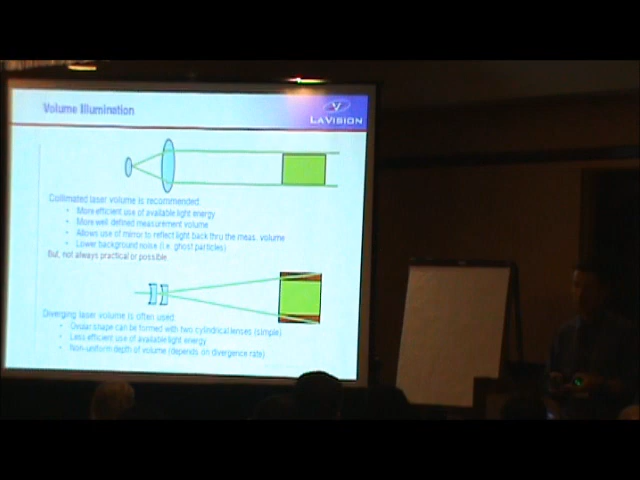 Volume Illumination
LAVISION
Collimated laser volume is recommended:
• More efficient use of available light energy
• More well defined measurement volume
• Allows use of mirror to reflect light back thru the meas. volume
• Lower background noise (i.e. ghost particles)
But, not always practical or possible...
Diverging laser volume is often used:
• Ovular shape can be formed with two cylindrical lenses (simple)
• Less efficient use of available light energy
• Non-uniform depth of volume (depends on divergence rate)